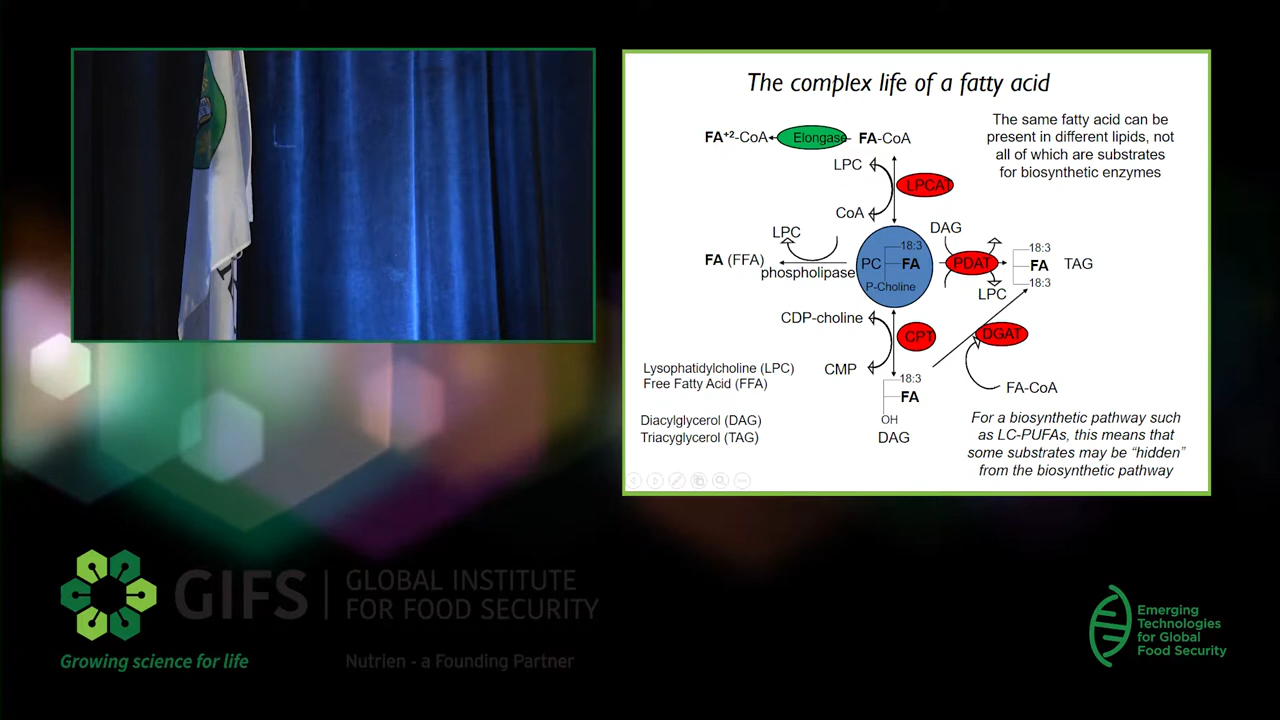 The complex life of a fatty acid
The same fatty acid can be
present in different lipids, not
all of which are substrates
for biosynthetic enzymes
FA+2-CoA
Elongase
FA-CoA
LPC
LPCAT
CoA
LPC
FA (FFA)
phospholipase
PC
18:3
FA
P-Choline
DAG
PDAT
LPC
18:3
FA
18:3
TAG
CDP-choline
CPT
CMP
DGAT
FA-CoA
18:3
FA
OH
DAG
Lysophatidylcholine (LPC)
Free Fatty Acid (FFA)
Diacylglycerol (DAG)
Triacyglycerol (TAG)
For a biosynthetic pathway such
as LC-PUFAs, this means that
some substrates may be “hidden”
from the biosynthetic pathway
GIFS
GLOBAL INSTITUTE
FOR FOOD SECURITY
Growing science for life
Nutrien - a Founding Partner
Emerging
Technologies
for Global
Food Security